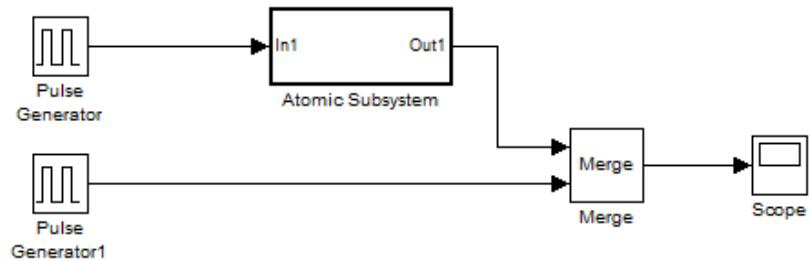 In1
Out1
Pulse
Generator
Atomic Subsystem
Merge
Merge
Scope
Pulse
Generator1